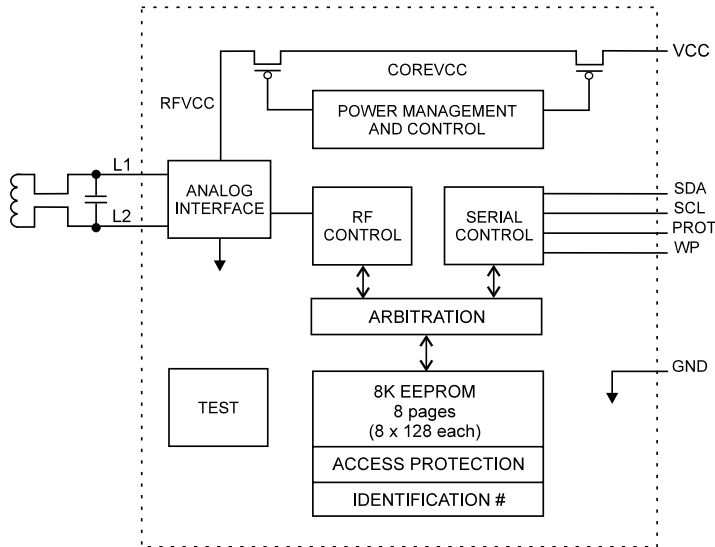 VCC
COREVCC
RFVCC
POWER MANAGEMENT
AND CONTROL
L1
L2
ANALOG
INTERFACE
RF
CONTROL
SERIAL
CONTROL
SDA
SCL
PROT
WP
ARBITRATION
GND
TEST
8K EEPROM
8 pages
(8 x 128 each)
ACCESS PROTECTION
IDENTIFICATION #